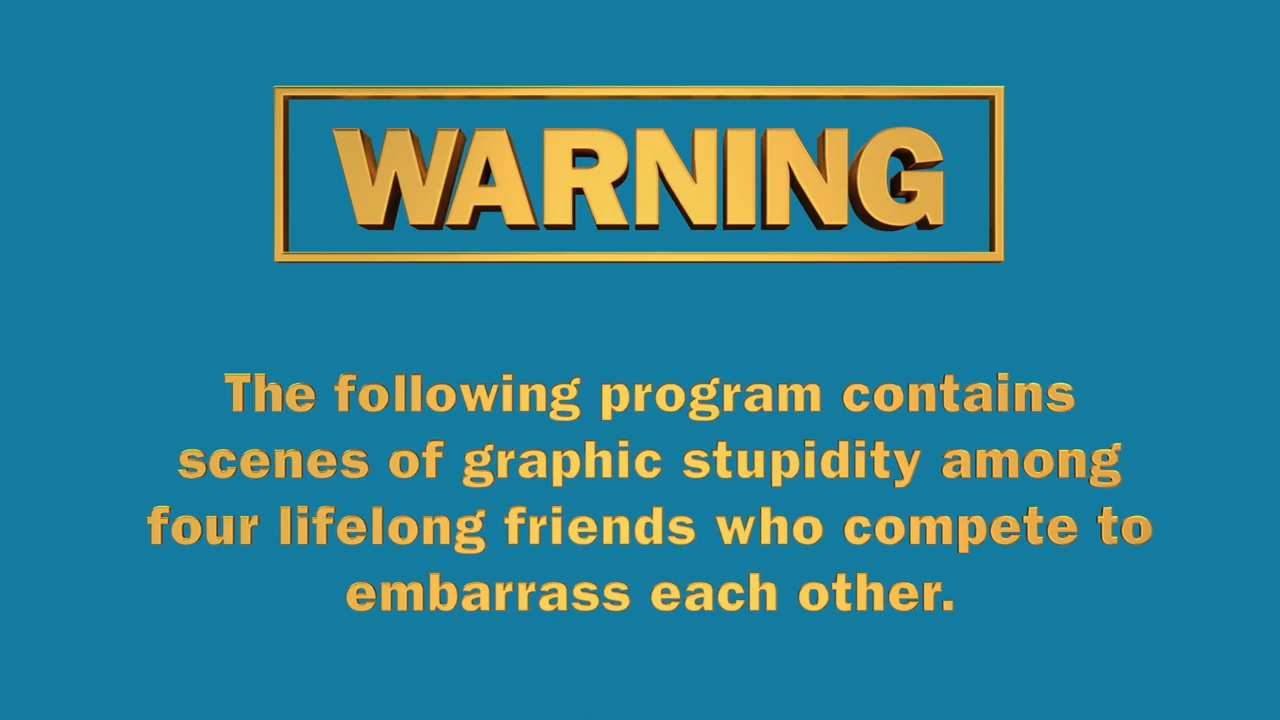 WARNING
The following program contains
scenes of graphic stupidity among
four lifelong friends who compete to
embarrass each other.